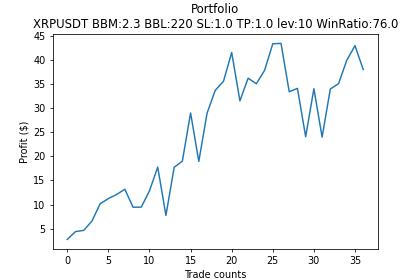 Portfolio
XRPUSDT BBM:2.3 BBL:220 SL:1.0 TP:1.0 lev:10 WinRatio:76.0
45
40
35
30
25
20
15
10
5
Profit ($)
0 5 10 15 20 25 30 35
Trade counts